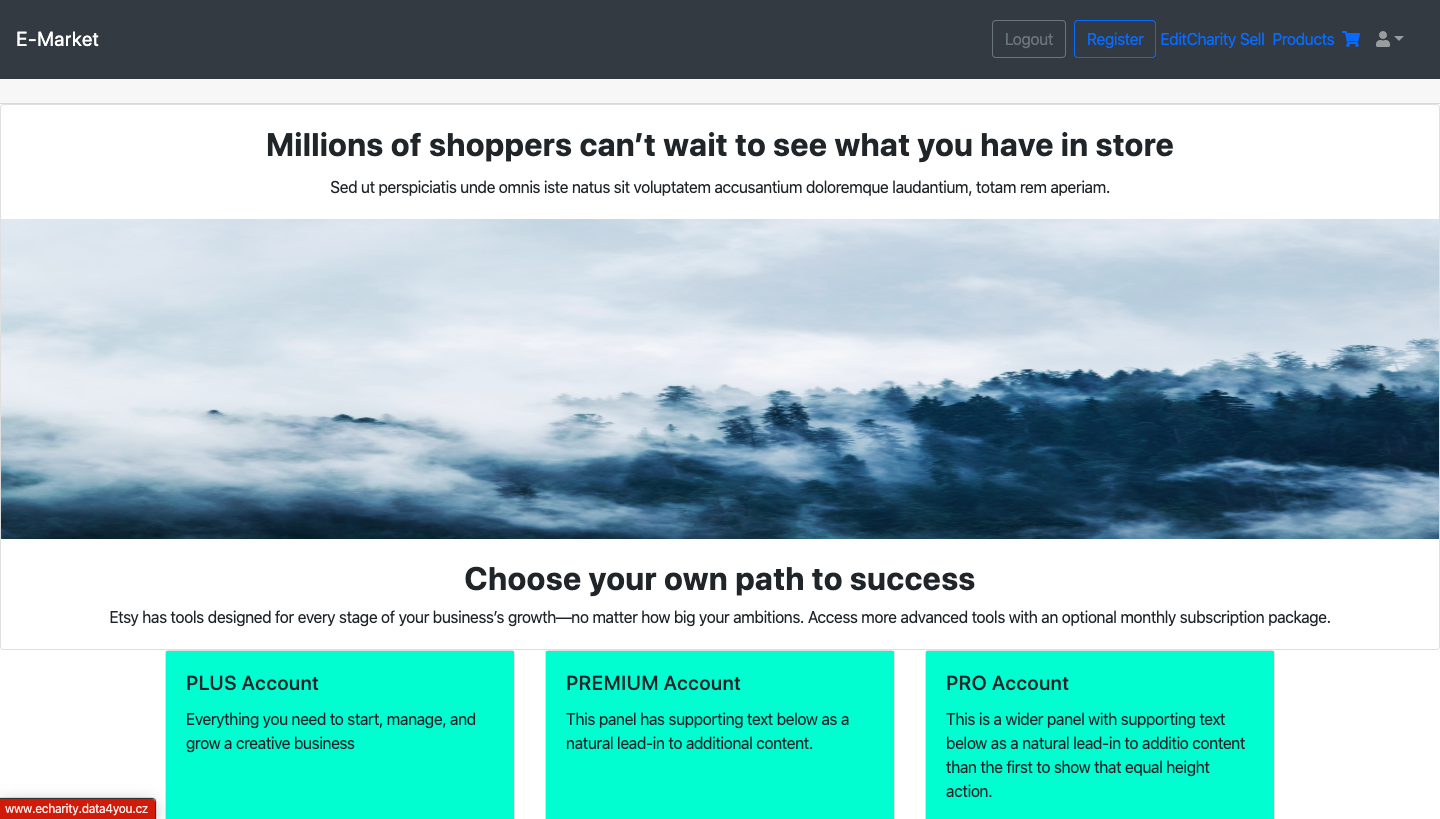 E-Market
Logout Register EditCharity Sell Products
Millions of shoppers can't wait to see what you have in store
Sed ut perspiciatis unde omnis iste natus sit voluptatem accusantium doloremque laudantium, totam rem aperiam.
Choose your own path to success
Etsy has tools designed for every stage of your business's growth—no matter how big your ambitions. Access more advanced tools with an optional monthly subscription package.
PLUS Account
Everything you need to start, manage, and
grow a creative business
PREMIUM Account
This panel has supporting text below as a
natural lead-in to additional content.
PRO Account
This is a wider panel with supporting text
below as a natural lead-in to additio content
than the first to show that equal height
action.
www.echarity.data4you.cz